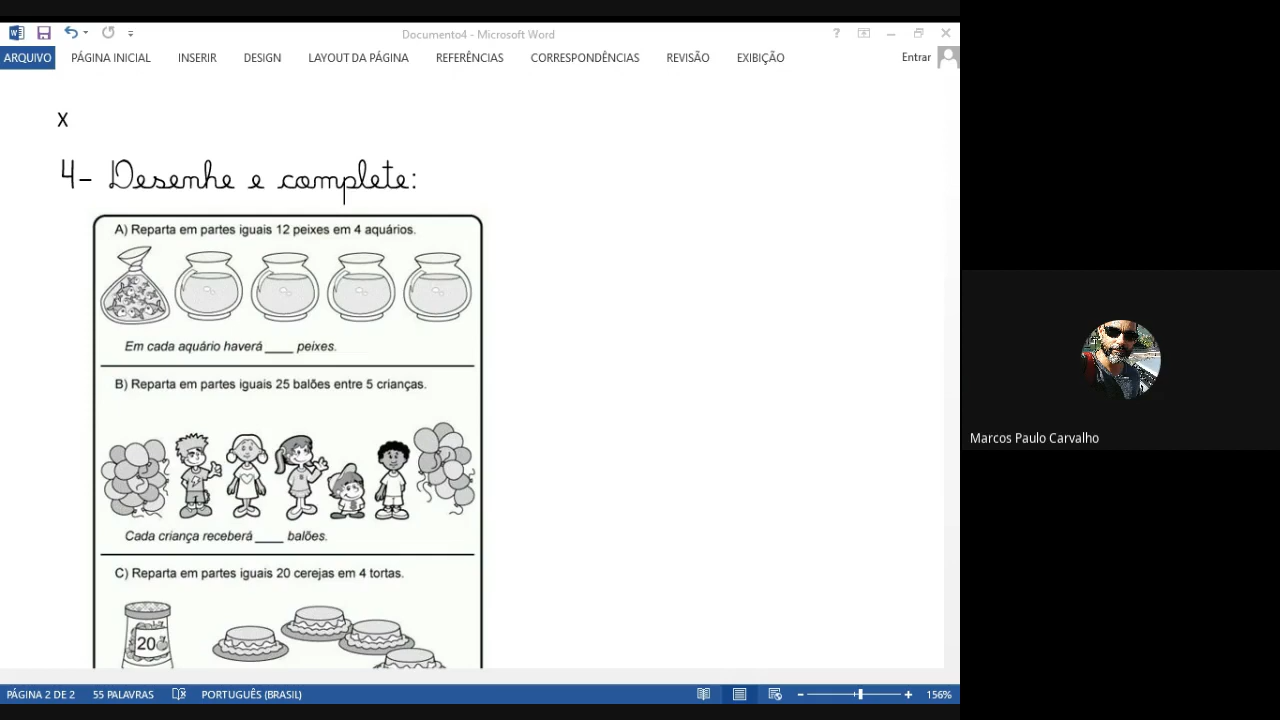 Documento4 - Microsoft Word
?
ARQUIVO PÁGINA INICIAL INSERIR DESIGN LAYOUT DA PÁGINA REFERÊNCIAS CORRESPONDÊNCIAS REVISÃO EXIBIÇÃO Entrar
x
4- Desenhe e complete:
A) Reparta em partes iguais 12 peixes em 4 aquários.
Em cada aquário haverá ____ peixes.
B) Reparta em partes iguais 25 balões entre 5 crianças.
Cada criança receberá ____ balões.
C) Reparta em partes iguais 20 cerejas em 4 tortas.
20
Marcos Paulo Carvalho
PÁGINA 2 DE 2 55 PALAVRAS PORTUGUÊS (BRASIL) 156%